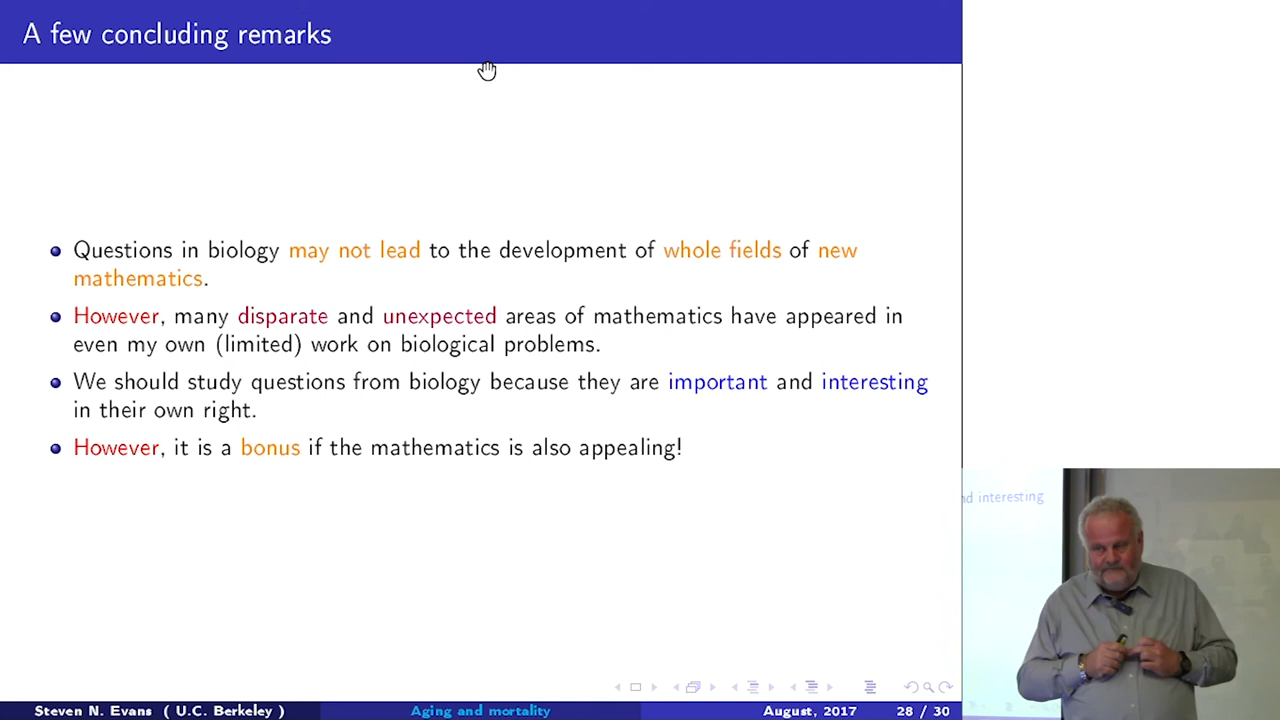 A few concluding remarks
Questions in biology may not lead to the development of whole fields of new
mathematics.
However, many disparate and unexpected areas of mathematics have appeared in
even my own (limited) work on biological problems.
We should study questions from biology because they are important and interesting
in their own right.
However, it is a bonus if the mathematics is also appealing!
nd interesting
Steven N. Evans ( U.C. Berkeley )
Aging and mortality
August, 2017
28 / 30